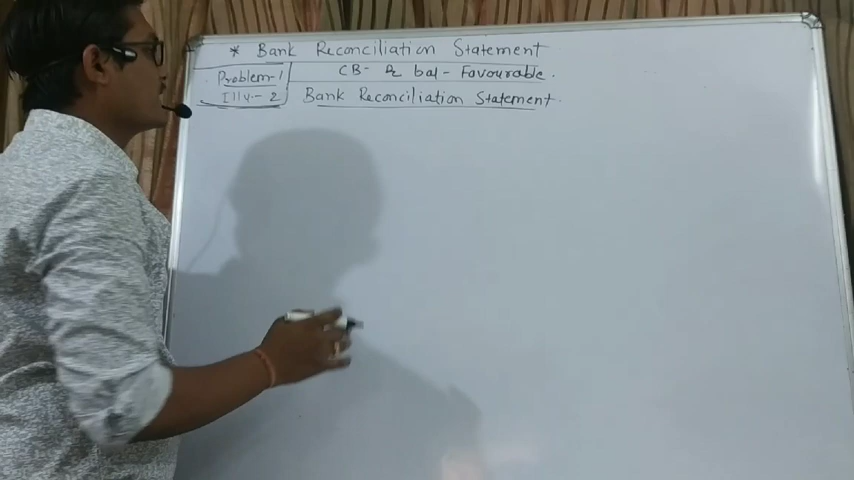 * Bank Reconciliation Statement
Problem-1 CB- Dr bal- Favourable.
Illu.- 2 Bank Reconciliation Statement.